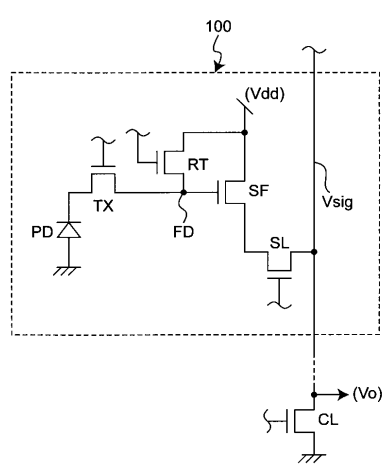 100
(Vdd)
RT
SF
Vsig
TX
PD
FD
SL
(Vo)
CL